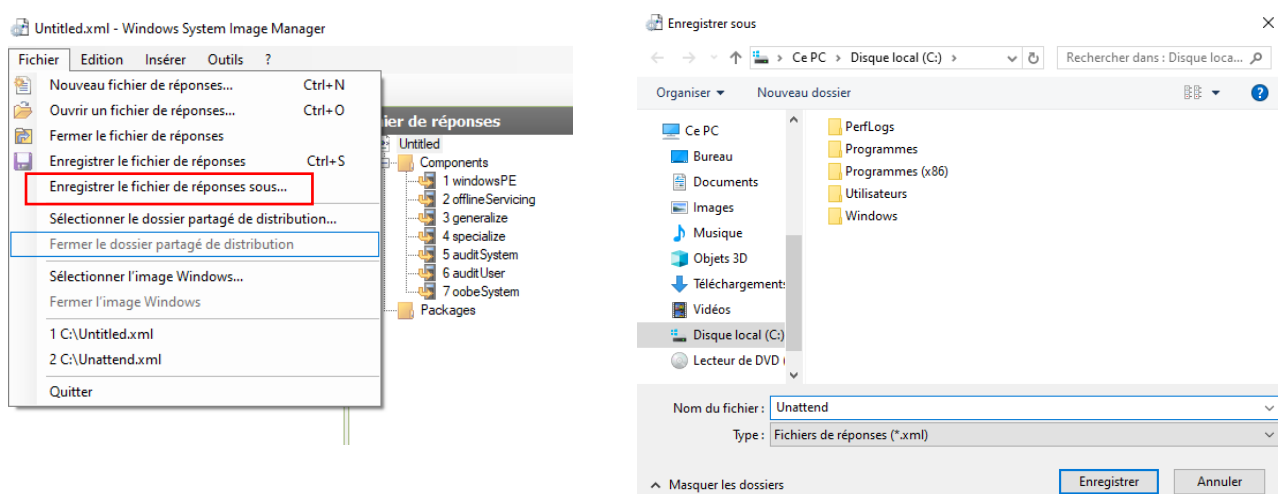 Untitled.xml - Windows System Image Manager
Fichier Edition Insérer Outils ?
Nouveau fichier de réponses... Ctrl+N
Ouvrir un fichier de réponses... Ctrl+O
Fermer le fichier de réponses
Enregistrer le fichier de réponses Ctrl+S
Enregistrer le fichier de réponses sous...
Sélectionner le dossier partagé de distribution...
Fermer le dossier partagé de distribution
Sélectionner l'image Windows...
Fermer l'image Windows
1 C:\Untitled.xml
2 C:\Unattend.xml
Quitter
ier de réponses
Untitled
Components
1 windowsPE
2 offlineServicing
3 generalize
4 specialize
5 auditSystem
6 auditUser
7 oobeSystem
Packages
Enregistrer sous
Ce PC > Disque local (C:) >
Rechercher dans : Disque loca...
Organiser Nouveau dossier
Ce PC
Bureau
Documents
Images
Musique
Objets 3D
Téléchargements
Vidéos
Disque local (C:)
Lecteur de DVD (
PerfLogs
Programmes
Programmes (x86)
Utilisateurs
Windows
Nom du fichier : Unattend
Type : Fichiers de réponses (*.xml)
Masquer les dossiers
Enregistrer Annuler